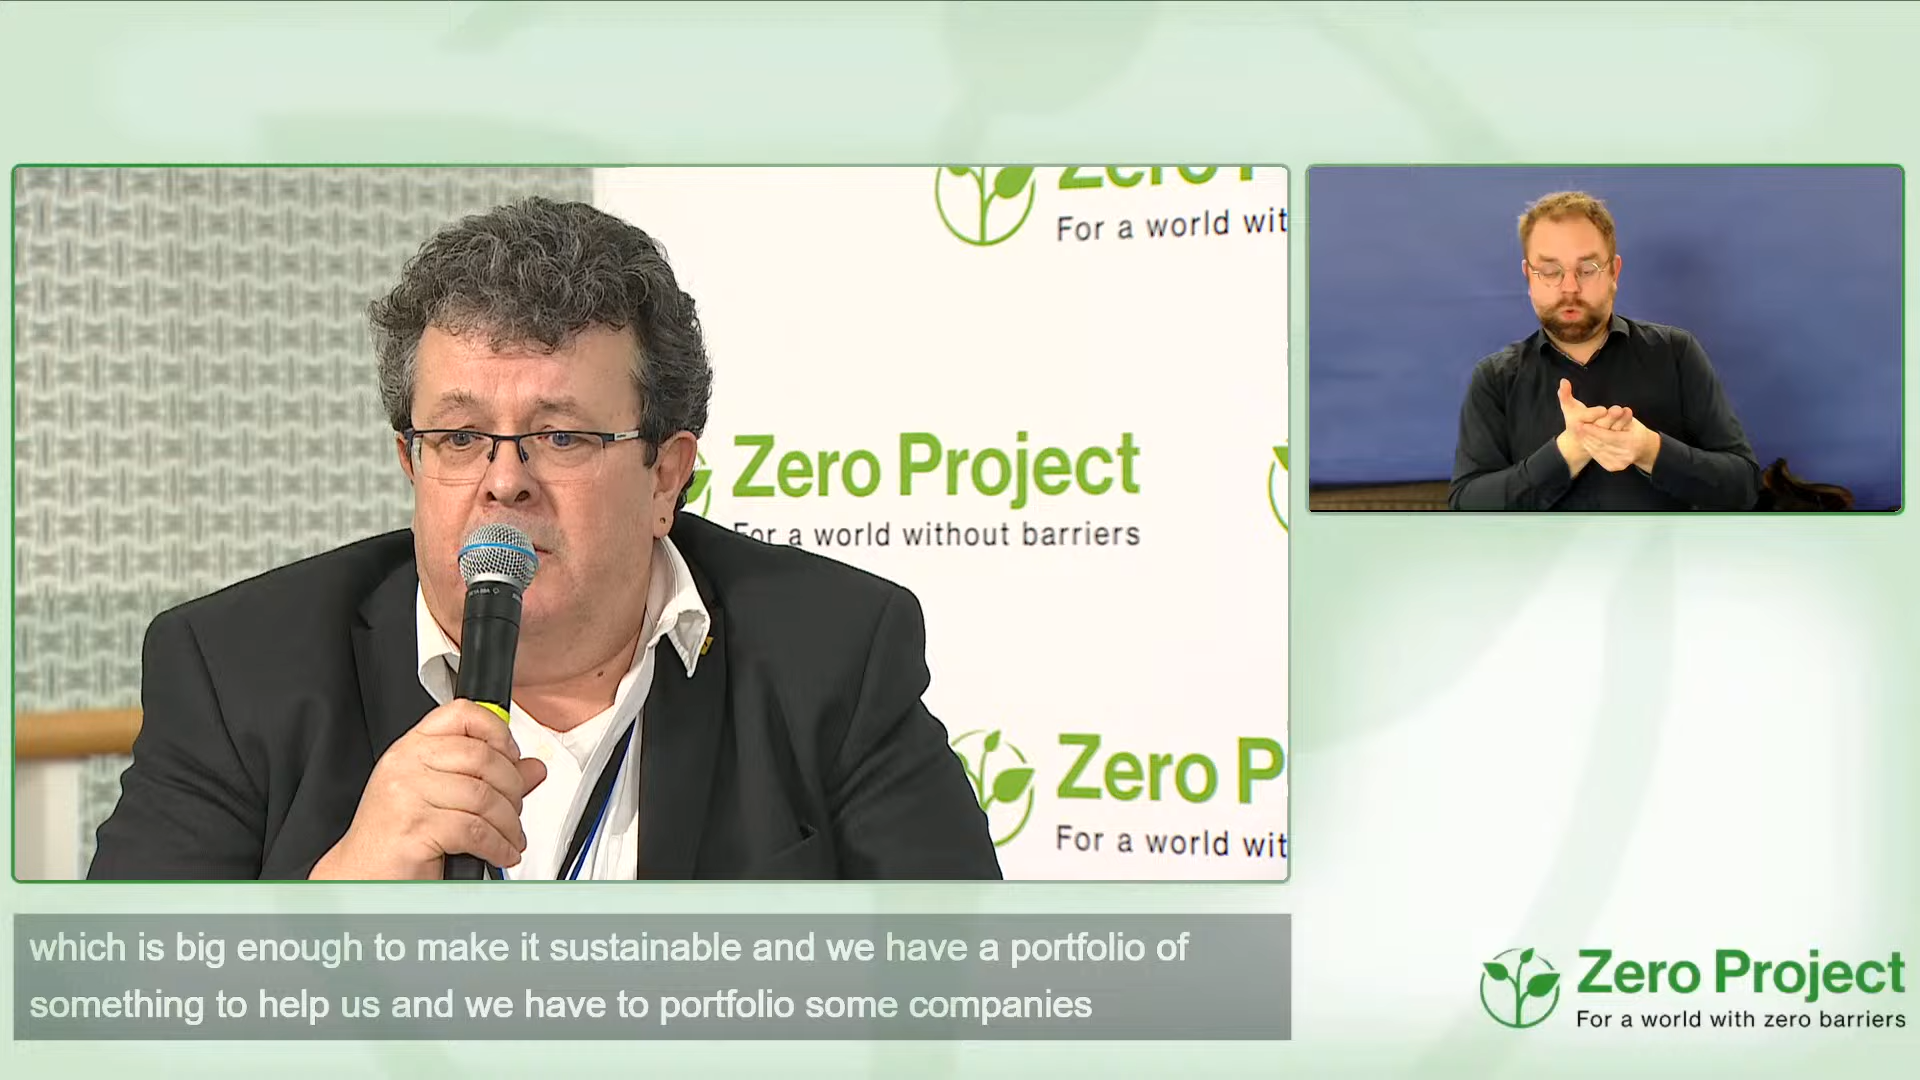 Zero P
For a world wit
Zero Project
For a world without barriers
Zero P
For a world wit
which is big enough to make it sustainable and we have a portfolio of
something to help us and we have to portfolio some companies
Zero Project
For a world with zero barriers